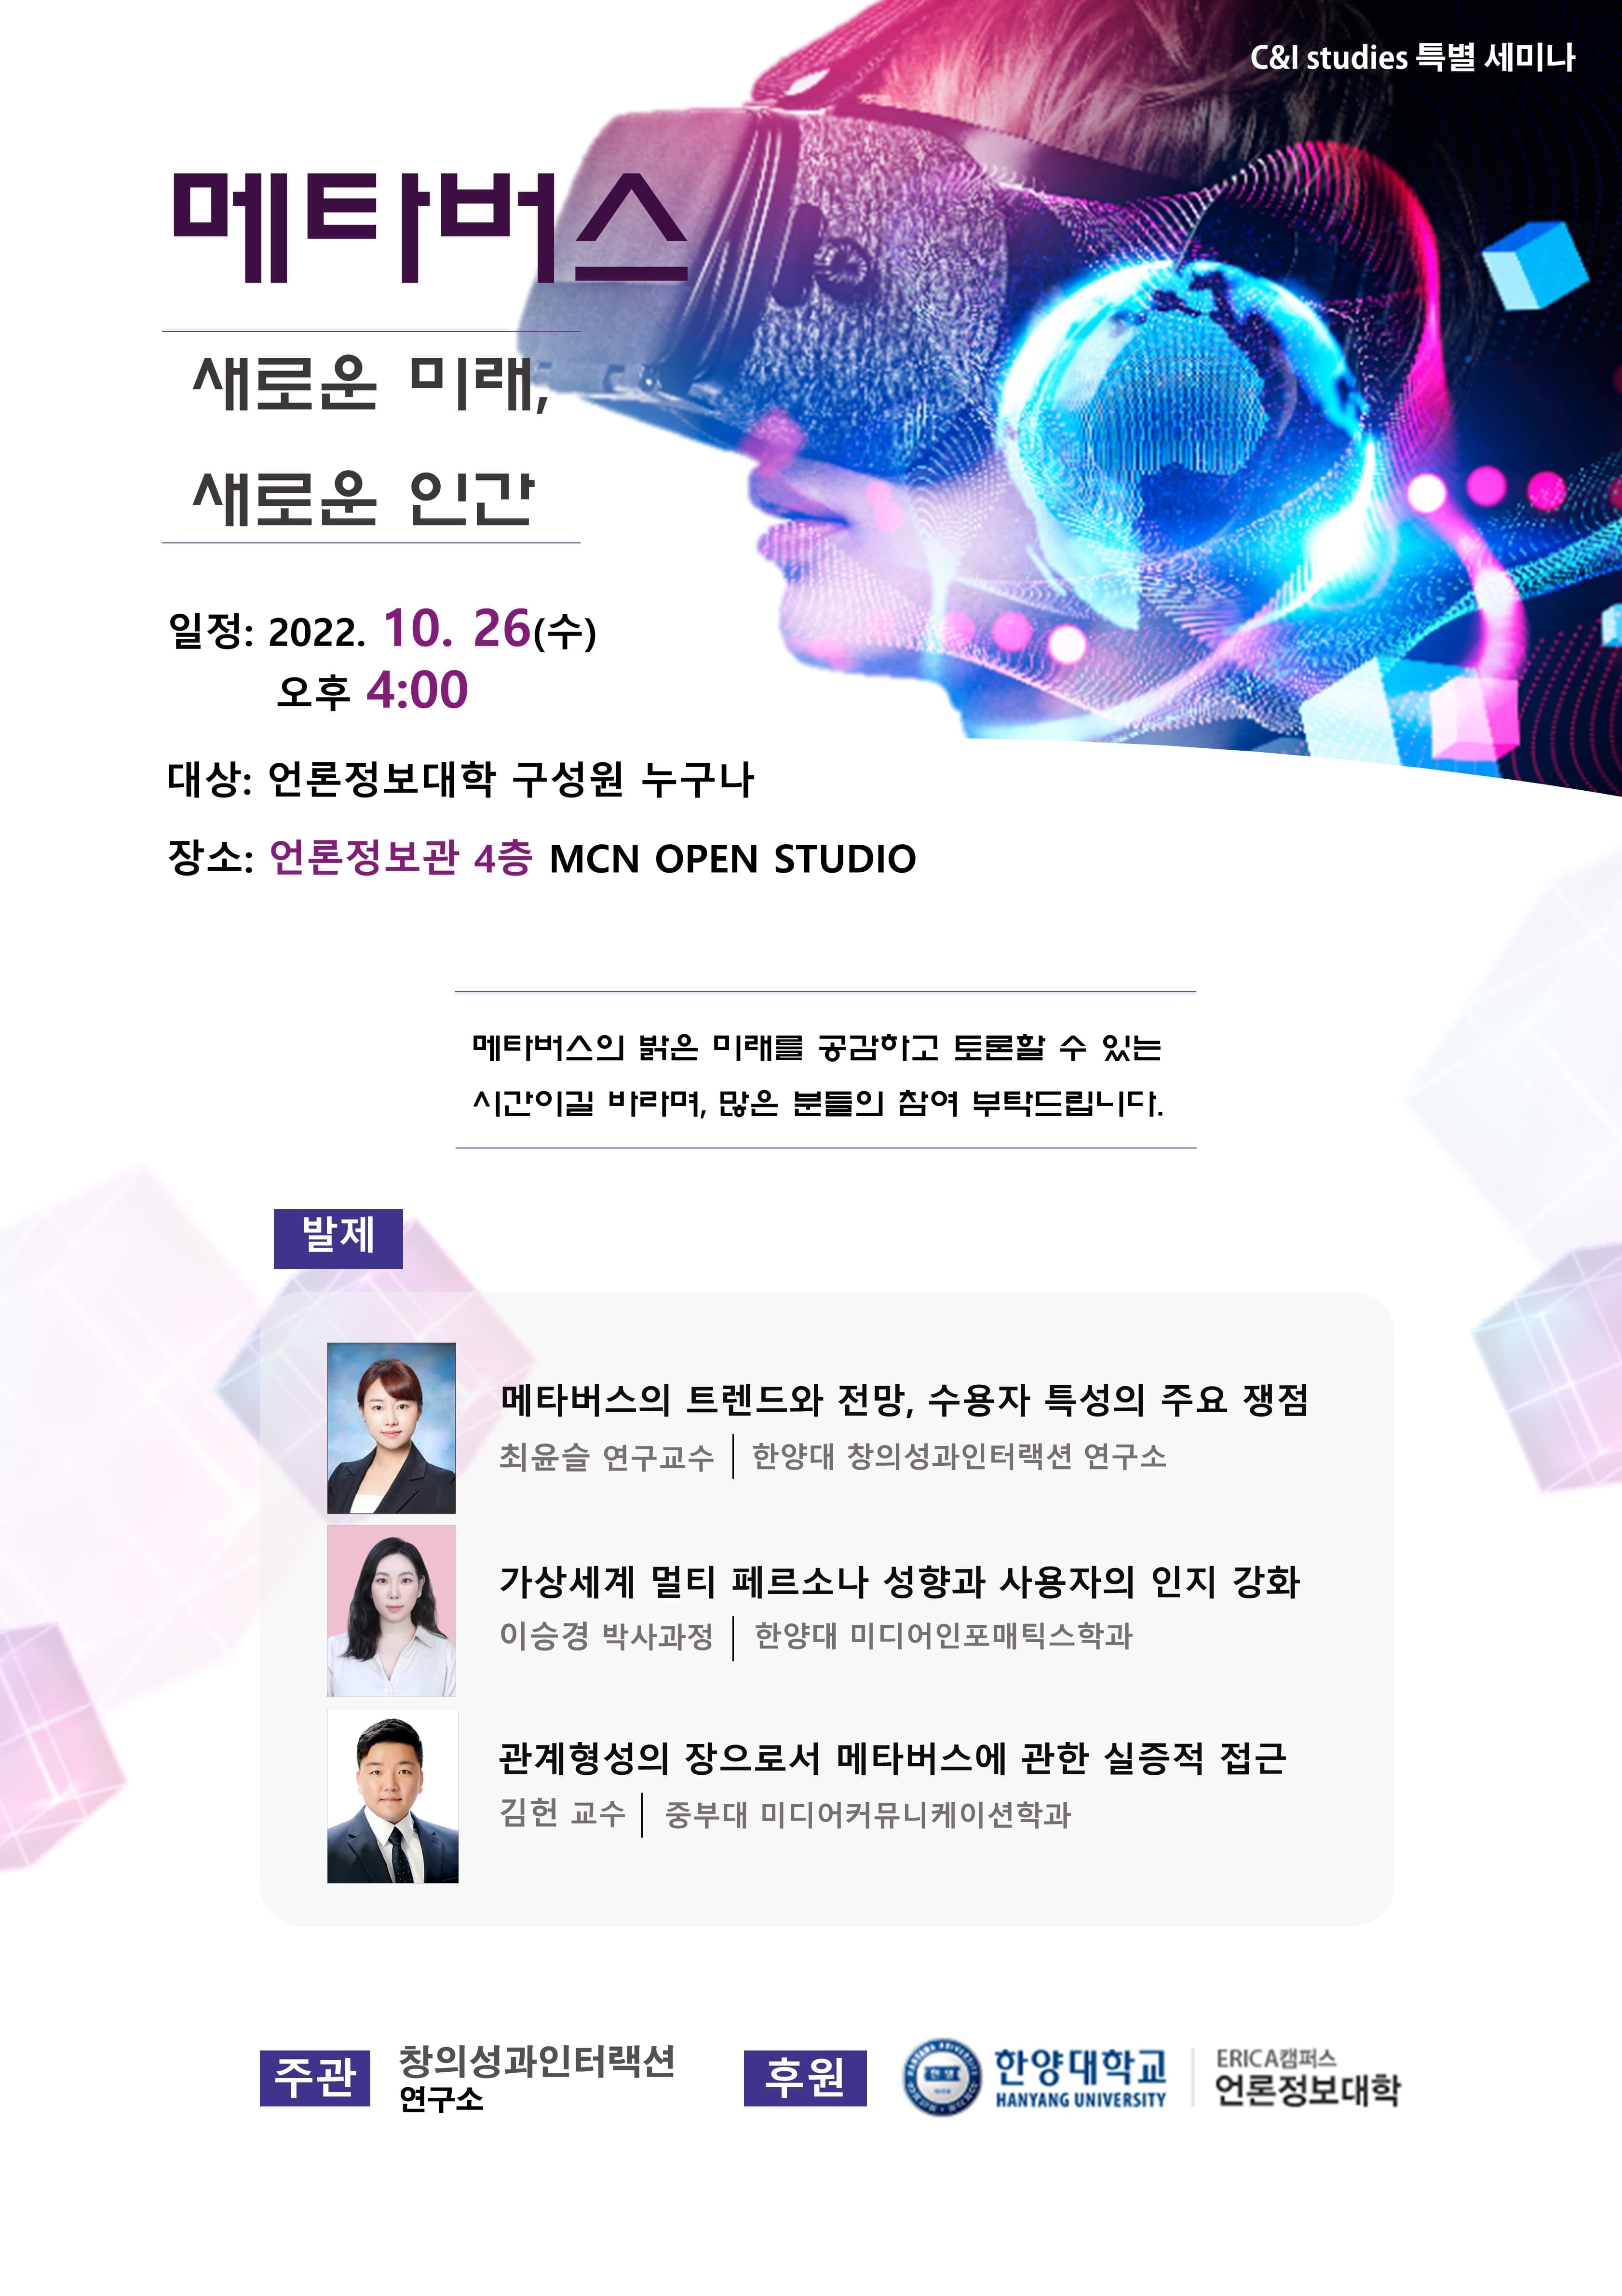 C&I studies 특별 세미나
메타버스
새로운 미래,
새로운 인간
일정: 2022. 10. 26(수)
오후 4:00
대상: 언론정보대학 구성원 누구나
장소: 언론정보관 4층 MCN OPEN STUDIO
메타버스의 밝은 미래를 공감하고 토론할 수 있는
시간이길 바라며, 많은 분들의 참여 부탁드립니다.
발제
메타버스의 트렌드와 전망, 수용자 특성의 주요 쟁점
최윤슬 연구교수 | 한양대 창의성과인터랙션 연구소
가상세계 멀티 페르소나 성향과 사용자의 인지 강화
이승경 박사과정 | 한양대 미디어인포매틱스학과
관계형성의 장으로서 메타버스에 관한 실증적 접근
김헌 교수 | 중부대 미디어커뮤니케이션학과
주관
창의성과인터랙션
연구소
후원
한양대학교
HANYANG UNIVERSITY
ERICA캠퍼스
언론정보대학